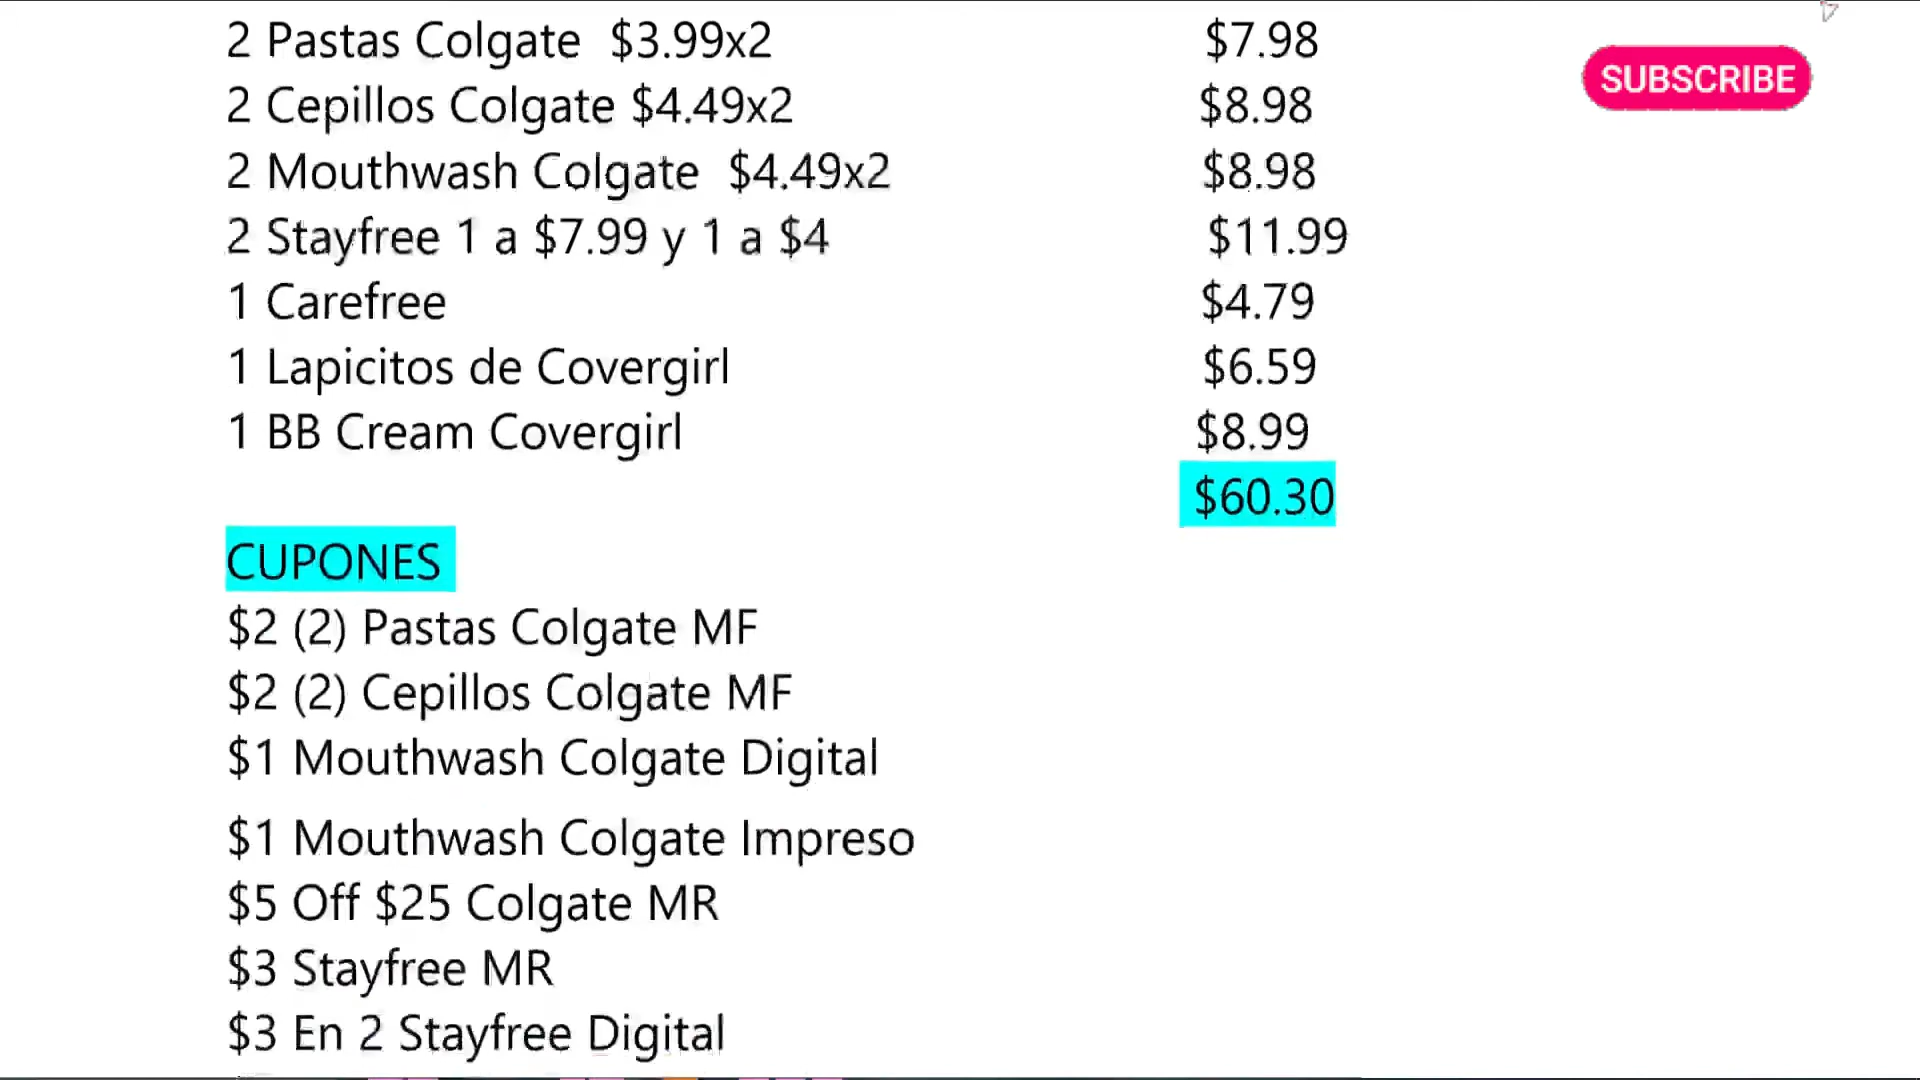 2 Pastas Colgate $3.99x2 $7.98
SUBSCRIBE
2 Cepillos Colgate $4.49x2 $8.98
2 Mouthwash Colgate $4.49x2 $8.98
2 Stayfree 1 a $7.99 y 1 a $4 $11.99
1 Carefree $4.79
1 Lapicitos de Covergirl $6.59
1 BB Cream Covergirl $8.99
$60.30
CUPONES
$2 (2) Pastas Colgate MF
$2 (2) Cepillos Colgate MF
$1 Mouthwash Colgate Digital
$1 Mouthwash Colgate Impreso
$5 Off $25 Colgate MR
$3 Stayfree MR
$3 En 2 Stayfree Digital